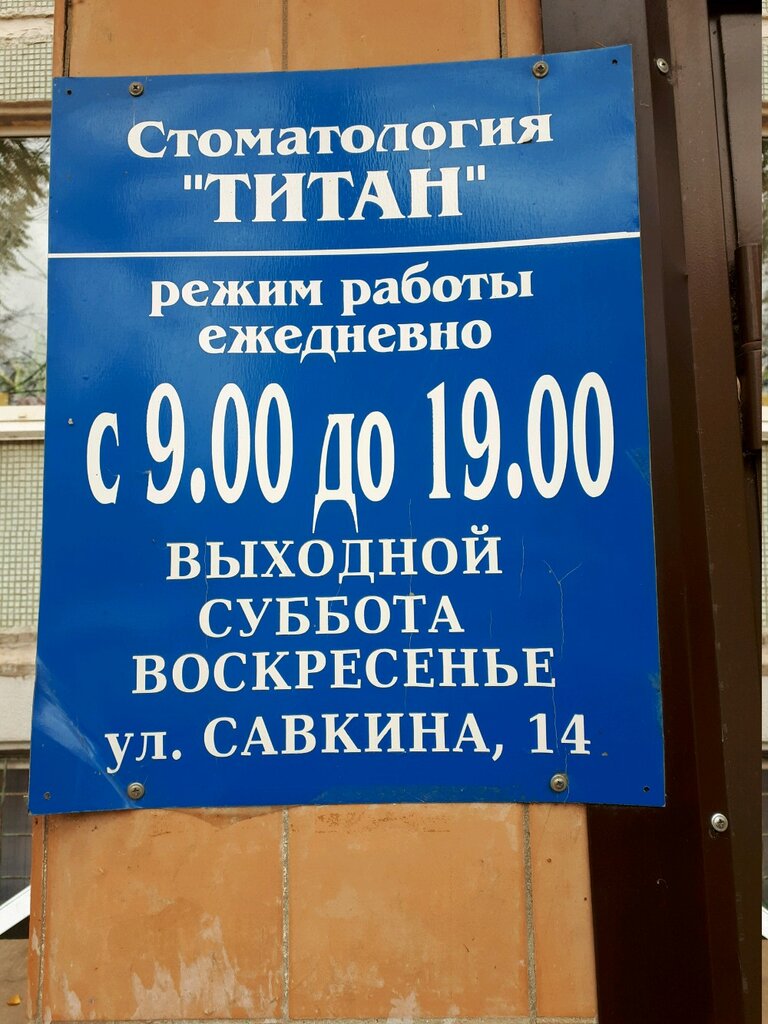 Стоматология
"ТИТАН"
режим работы
ежедневно
с 9.00 до 19.00
ВЫХОДНОЙ
СУББОТА
ВОСКРЕСЕНЬЕ
ул. САВКИНА, 14